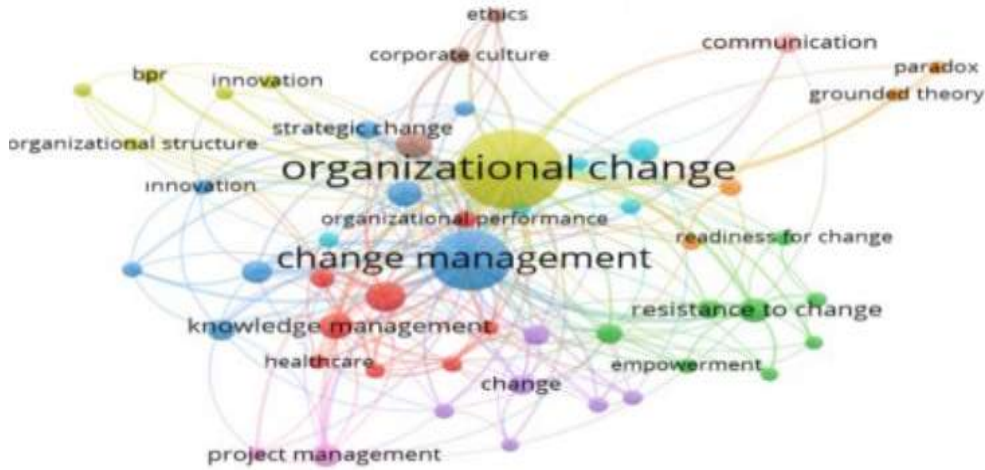 ethics
communication
corporate culture
paradox
bpr
innovation
grounded theory
strategic change
organizational structure
organizational change
innovation
organizational performance
readiness for change
change management
resistance to change
knowledge management
healthcare
empowerment
change
project management